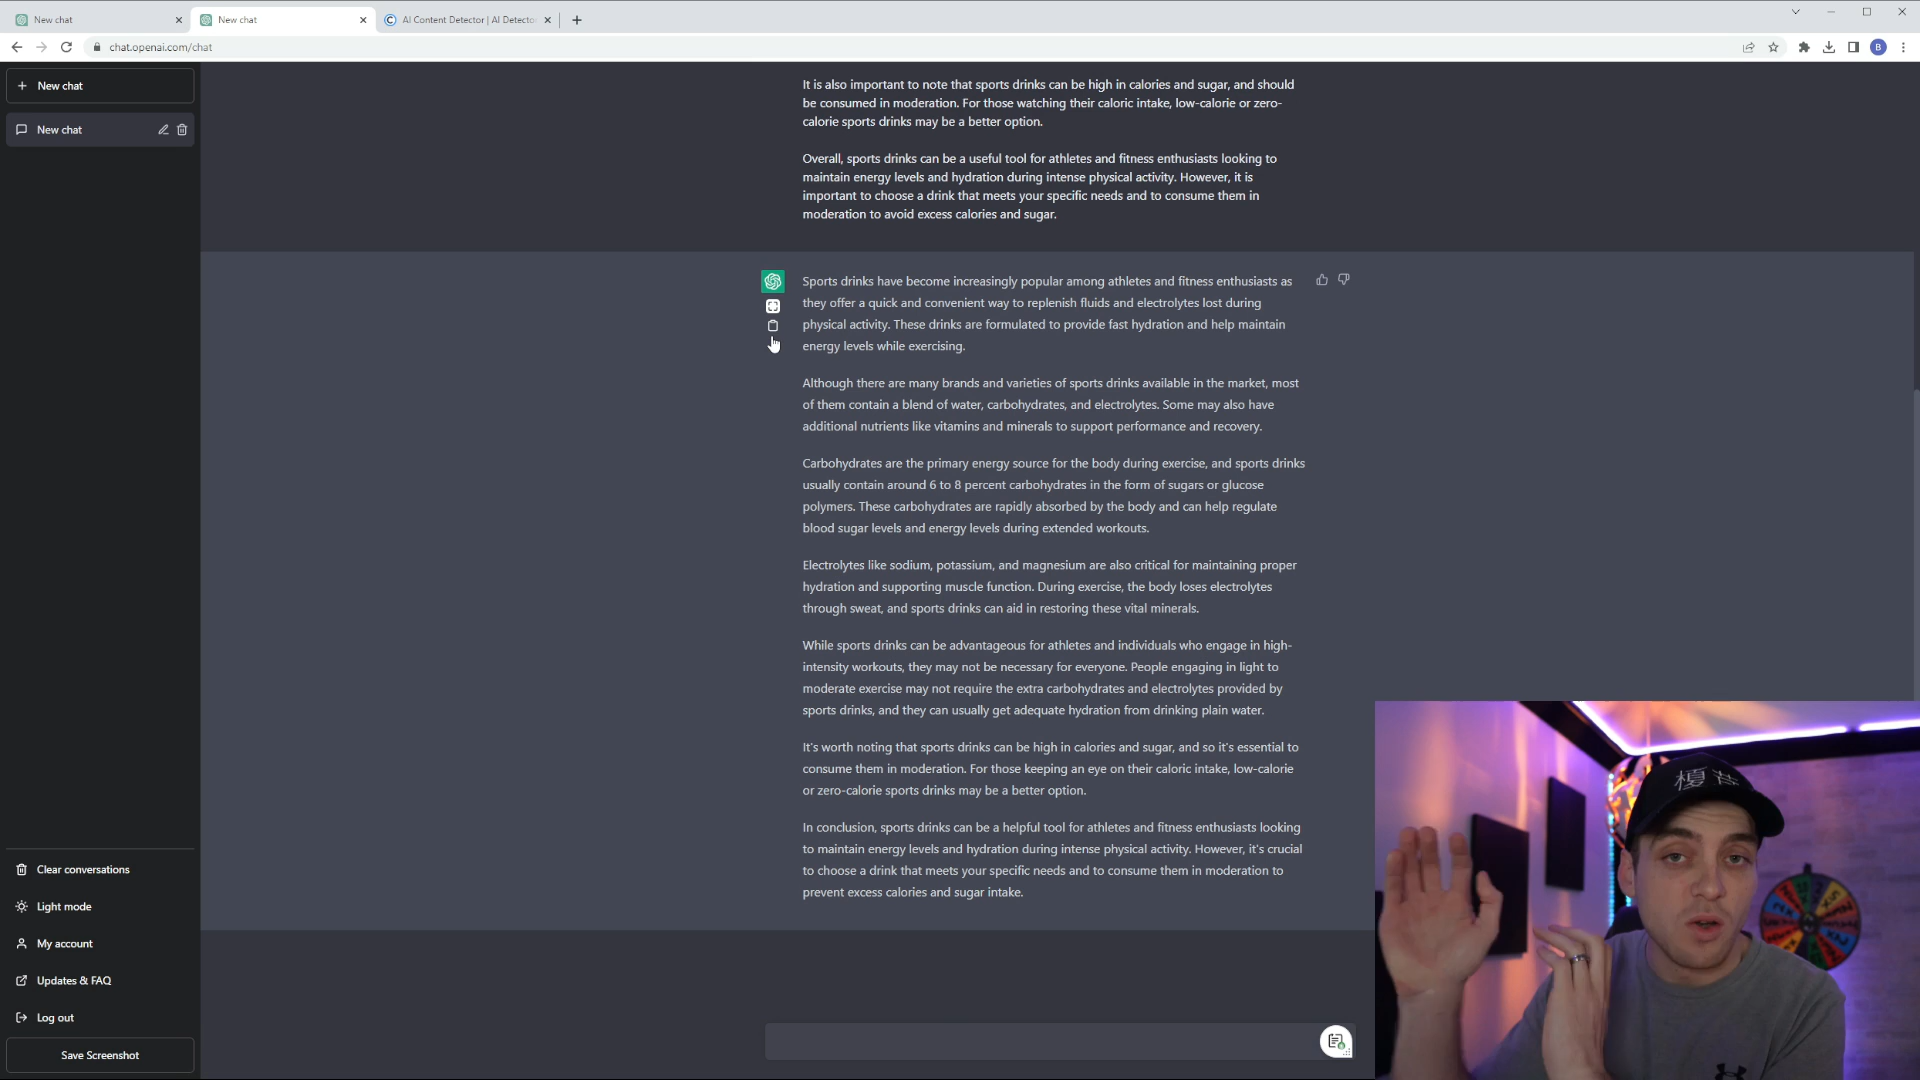 New chat
New chat
AI Content Detector | AI Detector
chat.openai.com/chat
B
New chat
New chat
It is also important to note that sports drinks can be high in calories and sugar, and should
be consumed in moderation. For those watching their caloric intake, low-calorie or zero-
calorie sports drinks may be a better option.
Overall, sports drinks can be a useful tool for athletes and fitness enthusiasts looking to
maintain energy levels and hydration during intense physical activity. However, it is
important to choose a drink that meets your specific needs and to consume them in
moderation to avoid excess calories and sugar.
Sports drinks have become increasingly popular among athletes and fitness enthusiasts as
they offer a quick and convenient way to replenish fluids and electrolytes lost during
physical activity. These drinks are formulated to provide fast hydration and help maintain
energy levels while exercising.
Although there are many brands and varieties of sports drinks available in the market, most
of them contain a blend of water, carbohydrates, and electrolytes. Some may also have
additional nutrients like vitamins and minerals to support performance and recovery.
Carbohydrates are the primary energy source for the body during exercise, and sports drinks
usually contain around 6 to 8 percent carbohydrates in the form of sugars or glucose
polymers. These carbohydrates are rapidly absorbed by the body and can help regulate
blood sugar levels and energy levels during extended workouts.
Electrolytes like sodium, potassium, and magnesium are also critical for maintaining proper
hydration and supporting muscle function. During exercise, the body loses electrolytes
through sweat, and sports drinks can aid in restoring these vital minerals.
While sports drinks can be advantageous for athletes and individuals who engage in high-
intensity workouts, they may not be necessary for everyone. People engaging in light to
moderate exercise may not require the extra carbohydrates and electrolytes provided by
sports drinks, and they can usually get adequate hydration from drinking plain water.
It's worth noting that sports drinks can be high in calories and sugar, and so it's essential to
consume them in moderation. For those keeping an eye on their caloric intake, low-calorie
or zero-calorie sports drinks may be a better option.
In conclusion, sports drinks can be a helpful tool for athletes and fitness enthusiasts looking
to maintain energy levels and hydration during intense physical activity. However, it's crucial
to choose a drink that meets your specific needs and to consume them in moderation to
prevent excess calories and sugar intake.
Clear conversations
Light mode
My account
Updates & FAQ
Log out
Save Screenshot